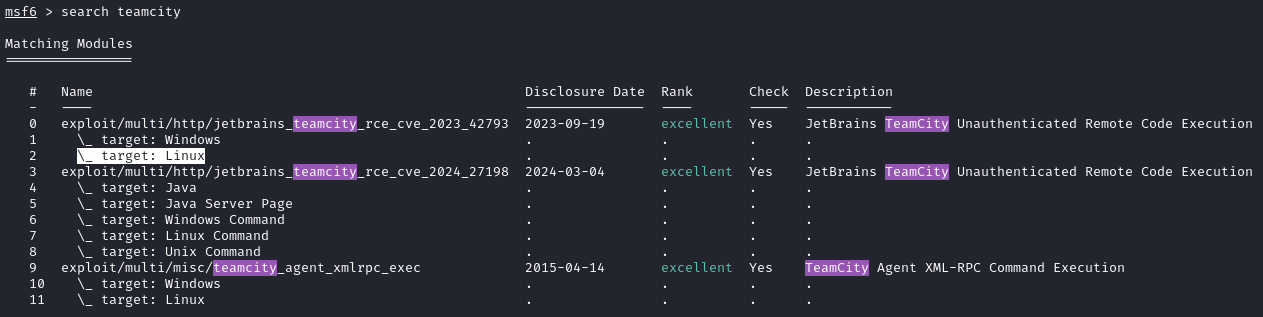 msf6 > search teamcity
Matching Modules
================
#   Name                                                       Disclosure Date  Rank       Check  Description
-   ----                                                       ---------------  ----       -----  -----------
0   exploit/multi/http/jetbrains_teamcity_rce_cve_2023_42793  2023-09-19       excellent  Yes    JetBrains TeamCity Unauthenticated Remote Code Execution
1     \_ target: Windows                                       .                .          .      .
2     \_ target: Linux                                         .                .          .      .
3   exploit/multi/http/jetbrains_teamcity_rce_cve_2024_27198  2024-03-04       excellent  Yes    JetBrains TeamCity Unauthenticated Remote Code Execution
4     \_ target: Java                                          .                .          .      .
5     \_ target: Java Server Page                              .                .          .      .
6     \_ target: Windows Command                               .                .          .      .
7     \_ target: Linux Command                                 .                .          .      .
8     \_ target: Unix Command                                  .                .          .      .
9   exploit/multi/misc/teamcity_agent_xmlrpc_exec             2015-04-14       excellent  Yes    TeamCity Agent XML-RPC Command Execution
10    \_ target: Windows                                       .                .          .      .
11    \_ target: Linux                                         .                .          .      .